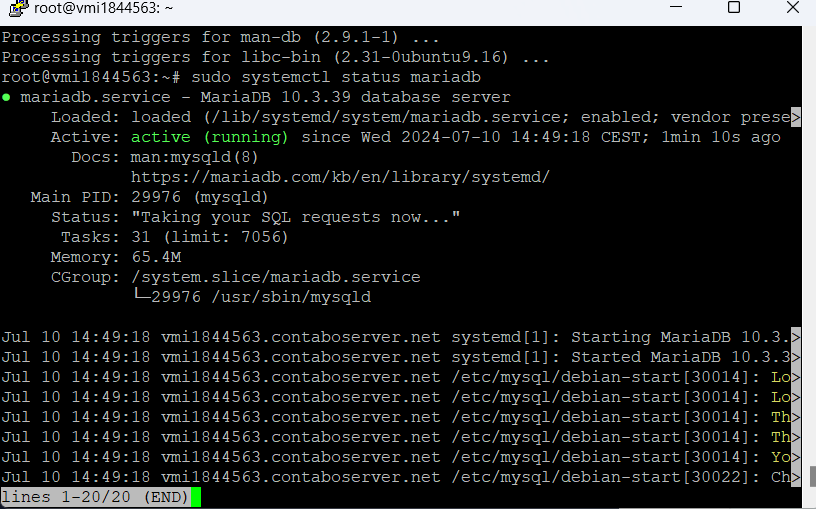 root@vmi1844563: ~
Processing triggers for man-db (2.9.1-1) ...
Processing triggers for libc-bin (2.31-0ubuntu9.16) ...
root@vmi1844563:~# sudo systemctl status mariadb
● mariadb.service - MariaDB 10.3.39 database server
     Loaded: loaded (/lib/systemd/system/mariadb.service; enabled; vendor prese>
     Active: active (running) since Wed 2024-07-10 14:49:18 CEST; 1min 10s ago
       Docs: man:mysqld(8)
             https://mariadb.com/kb/en/library/systemd/
   Main PID: 29976 (mysqld)
     Status: "Taking your SQL requests now..."
      Tasks: 31 (limit: 7056)
     Memory: 65.4M
     CGroup: /system.slice/mariadb.service
             └─29976 /usr/sbin/mysqld
Jul 10 14:49:18 vmi1844563.contaboserver.net systemd[1]: Starting MariaDB 10.3.>
Jul 10 14:49:18 vmi1844563.contaboserver.net systemd[1]: Started MariaDB 10.3.3>
Jul 10 14:49:18 vmi1844563.contaboserver.net /etc/mysql/debian-start[30014]: Lo>
Jul 10 14:49:18 vmi1844563.contaboserver.net /etc/mysql/debian-start[30014]: Lo>
Jul 10 14:49:18 vmi1844563.contaboserver.net /etc/mysql/debian-start[30014]: Th>
Jul 10 14:49:18 vmi1844563.contaboserver.net /etc/mysql/debian-start[30014]: Th>
Jul 10 14:49:18 vmi1844563.contaboserver.net /etc/mysql/debian-start[30014]: Yo>
Jul 10 14:49:18 vmi1844563.contaboserver.net /etc/mysql/debian-start[30022]: Ch>
lines 1-20/20 (END)